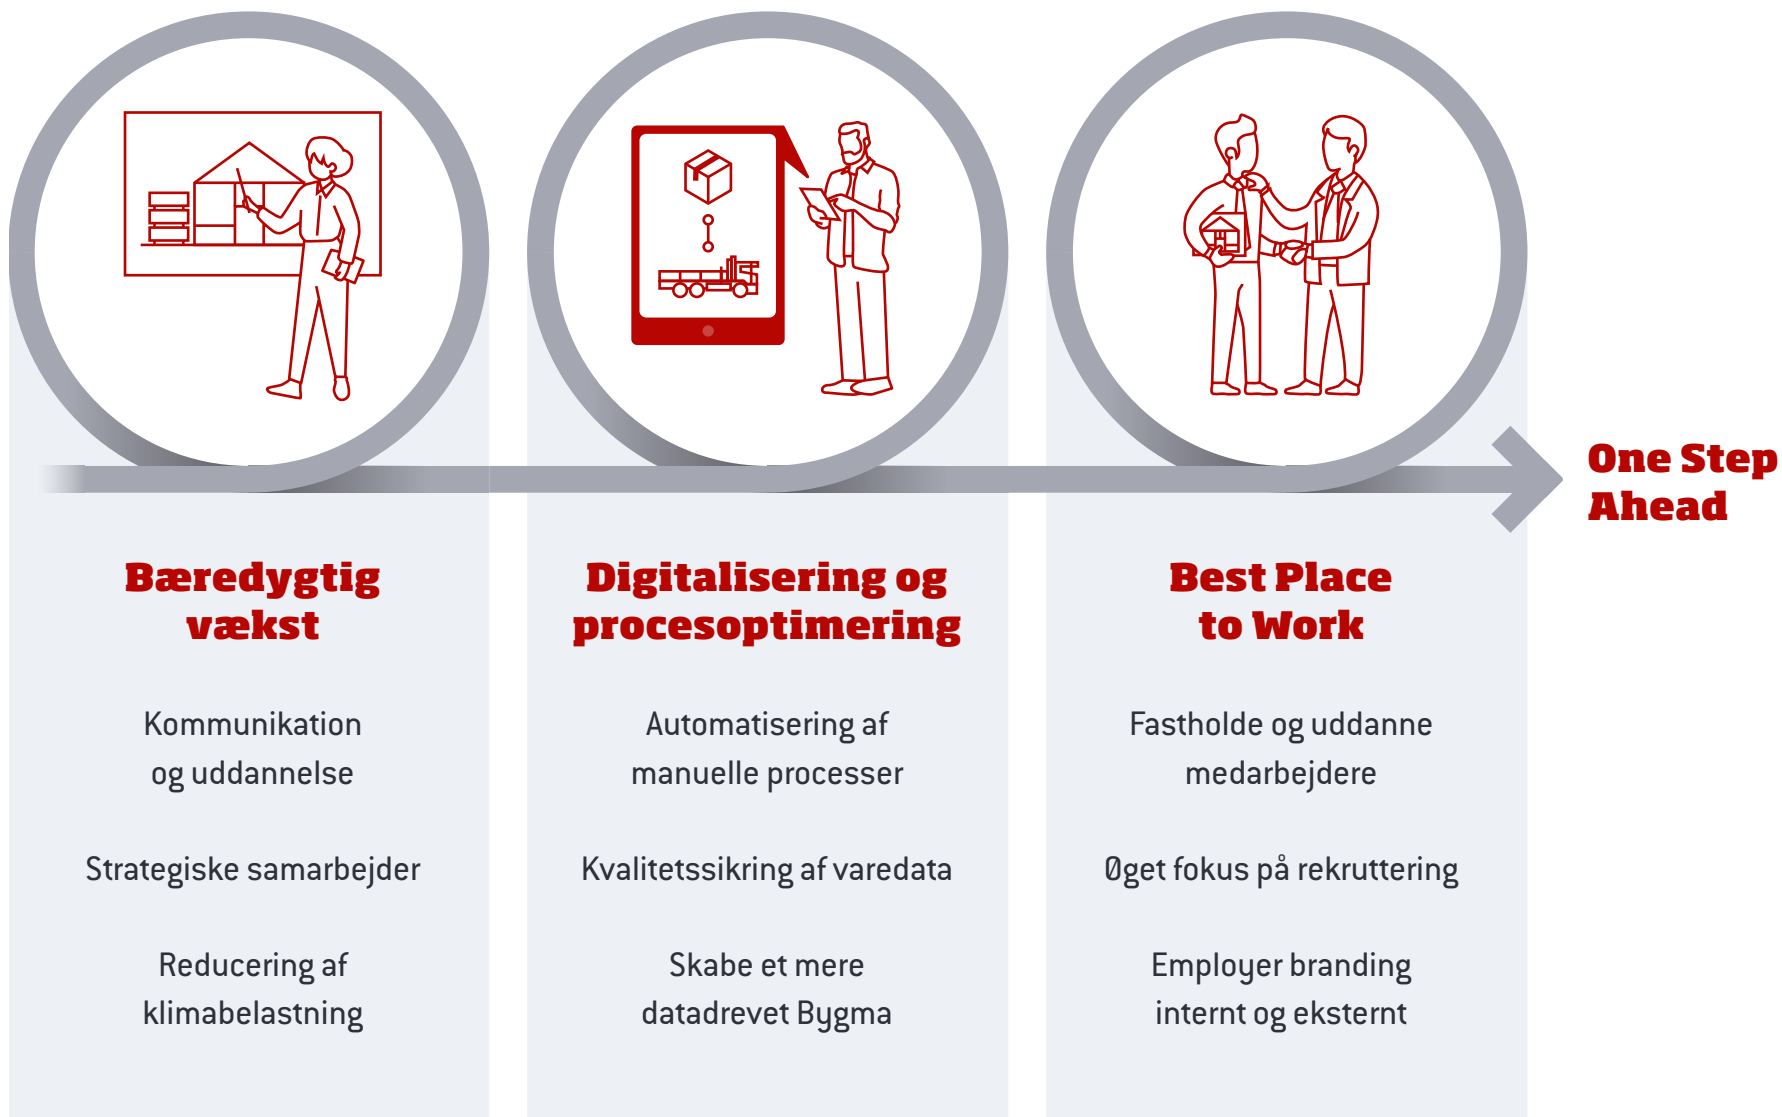 One Step
Ahead
Bæredygtig
vækst
Kommunikation
og uddannelse
Strategiske samarbejder
Reducering af
klimabelastning
Digitalisering og
procesoptimering
Automatisering af
manuelle processer
Kvalitetssikring af varedata
Skabe et mere
datadrevet Bygma
Best Place
to Work
Fastholde og uddanne
medarbejdere
Øget fokus på rekruttering
Employer branding
internt og eksternt